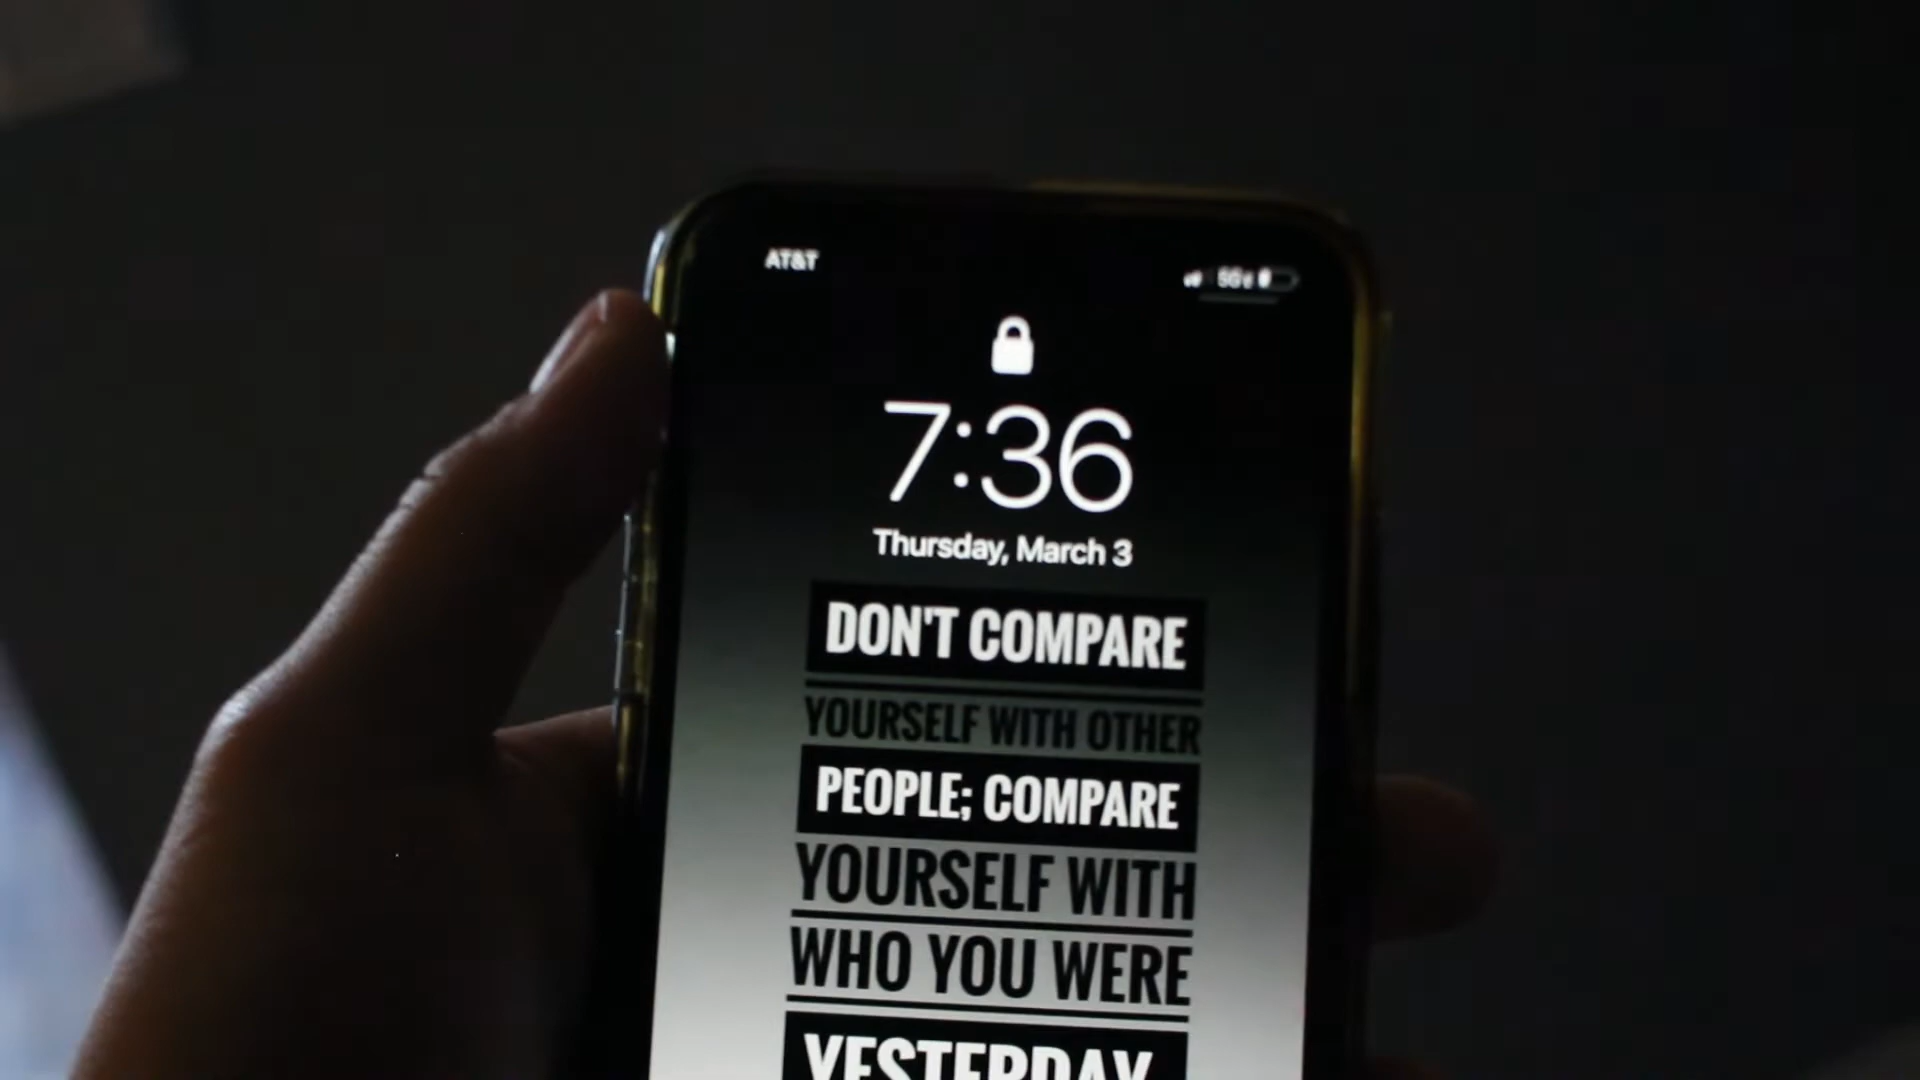 AT&T
5Ge
7:36
Thursday, March 3
DON'T COMPARE
YOURSELF WITH OTHER
PEOPLE; COMPARE
YOURSELF WITH
WHO YOU WERE
YESTERDAY